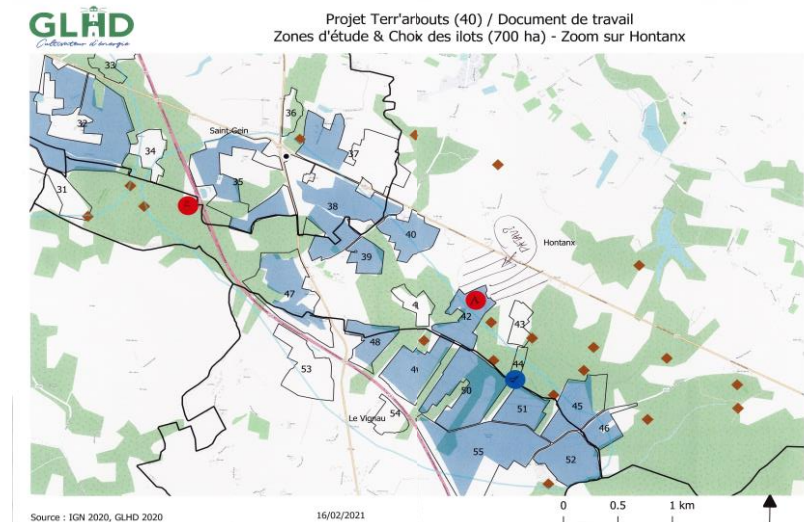 GLHD
Cultivateur d'énergie
Projet Terr'arbouts (40) / Document de travail
Zones d'étude & Choix des ilots (700 ha) - Zoom sur Hontanx
33
32
34
36
Saint-Gein
37
31
35
38
40
39
Hontanx
47
4
42
43
48
53
4
44
50
51
45
54
Le Vignau
46
55
52
0 0.5 1 km
Source : IGN 2020, GLHD 2020
16/02/2021